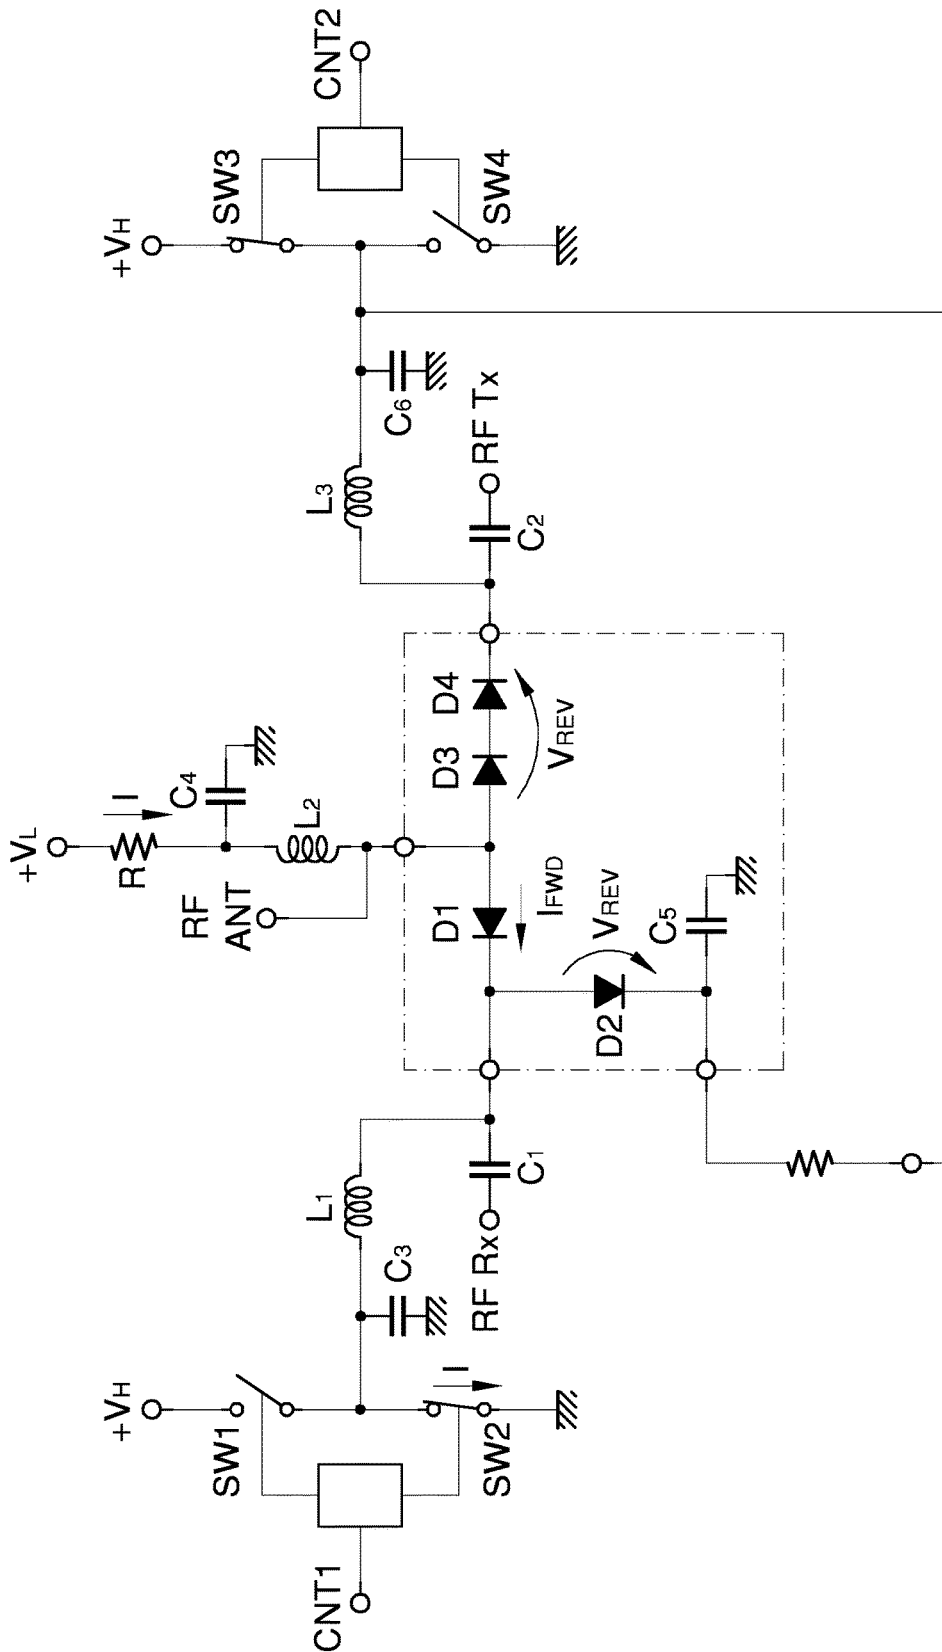 +VL
R
I
C4
L2
RF
ANT
+VH
SW1
CNT1
SW2
I
C3
L1
RF Rx
C1
+VH
SW3
CNT2
SW4
L3
C6
RF Tx
C2
D1
IFWD
D3
D4
VREV
D2
VREV
C5